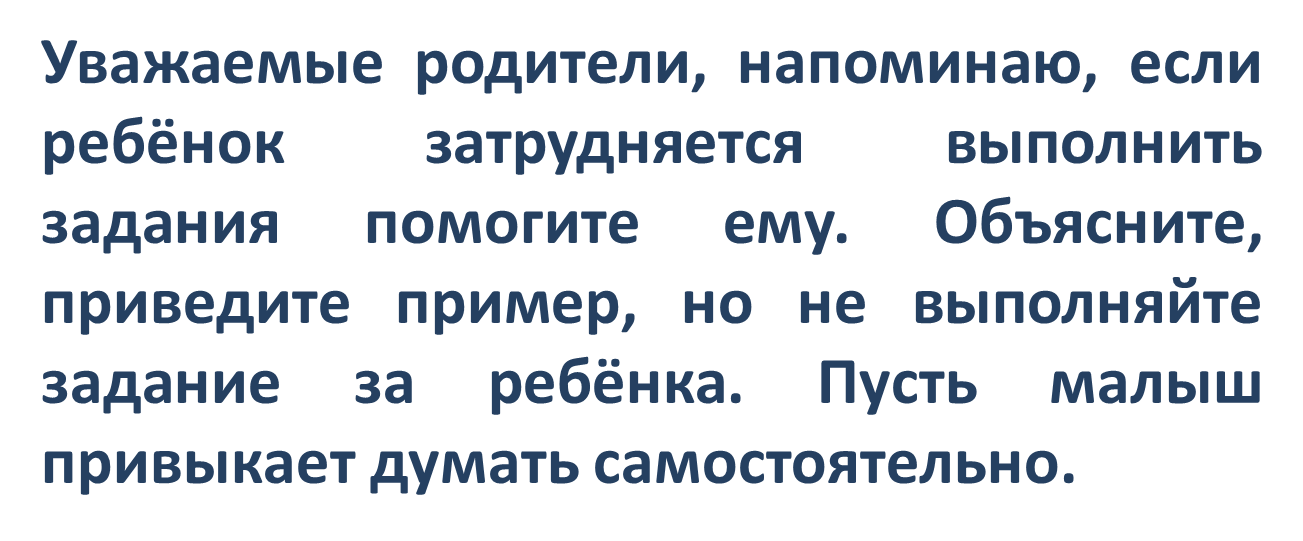 Уважаемые родители, напоминаю, если
ребёнок затрудняется выполнить
задания помогите ему. Объясните,
приведите пример, но не выполняйте
задание за ребёнка. Пусть малыш
привыкает думать самостоятельно.